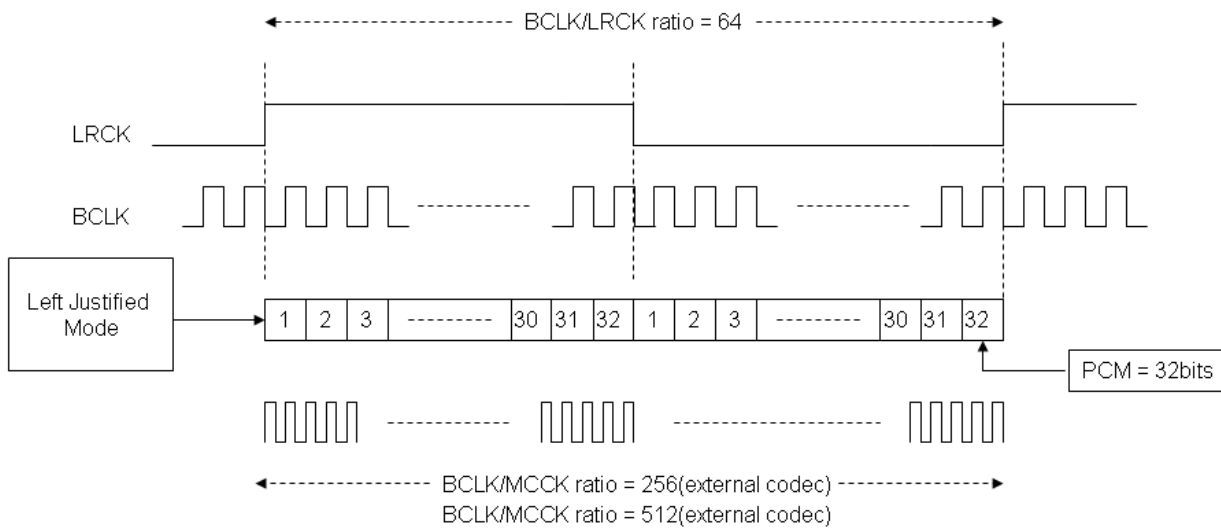 BCLK/LRCK ratio = 64
LRCK
BCLK
Left Justified
Mode
1 2 3 30 31 32 1 2 3 30 31 32
PCM = 32bits
BCLK/MCCK ratio = 256(external codec)
BCLK/MCCK ratio = 512(external codec)